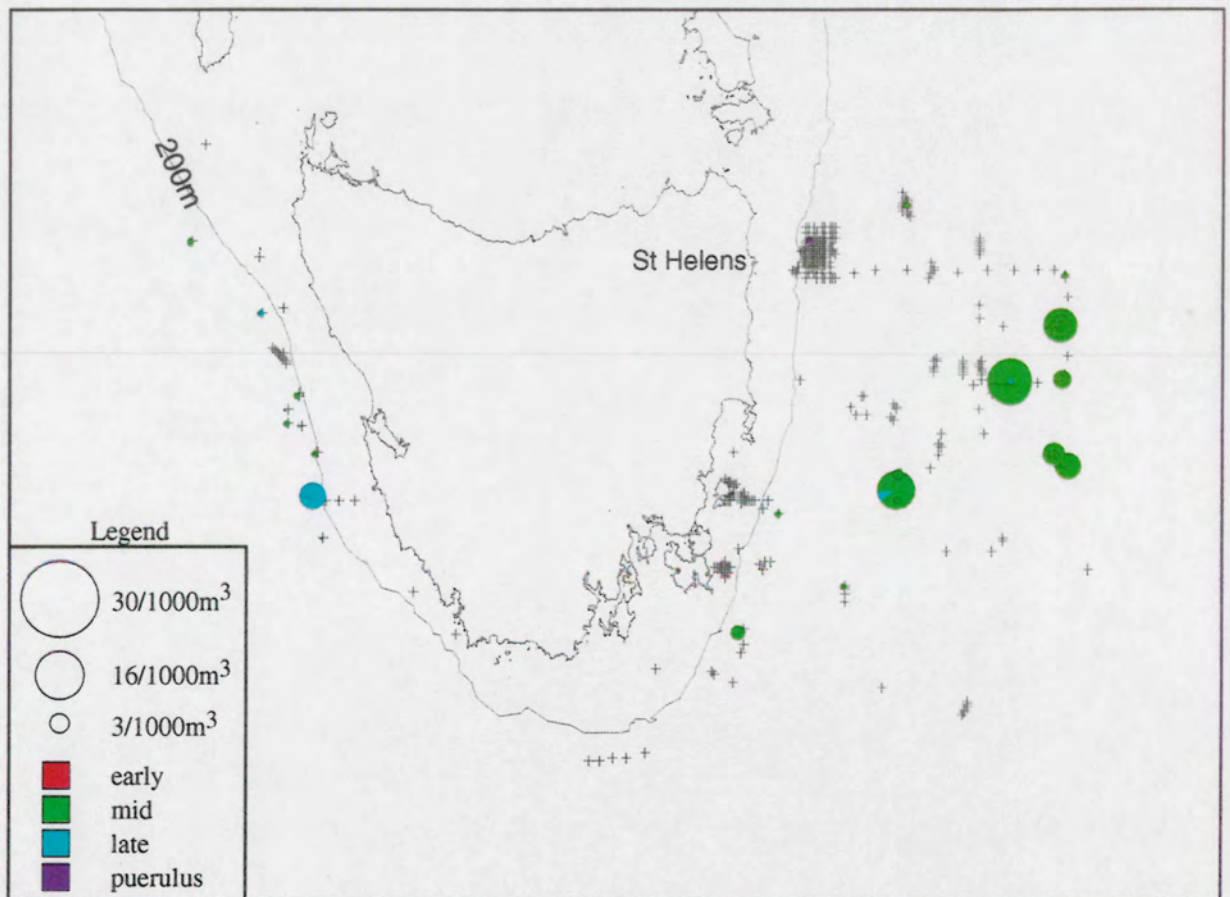 200m
St Helens
Legend
30/1000m³
16/1000m³
3/1000m³
early
mid
late
puerulus